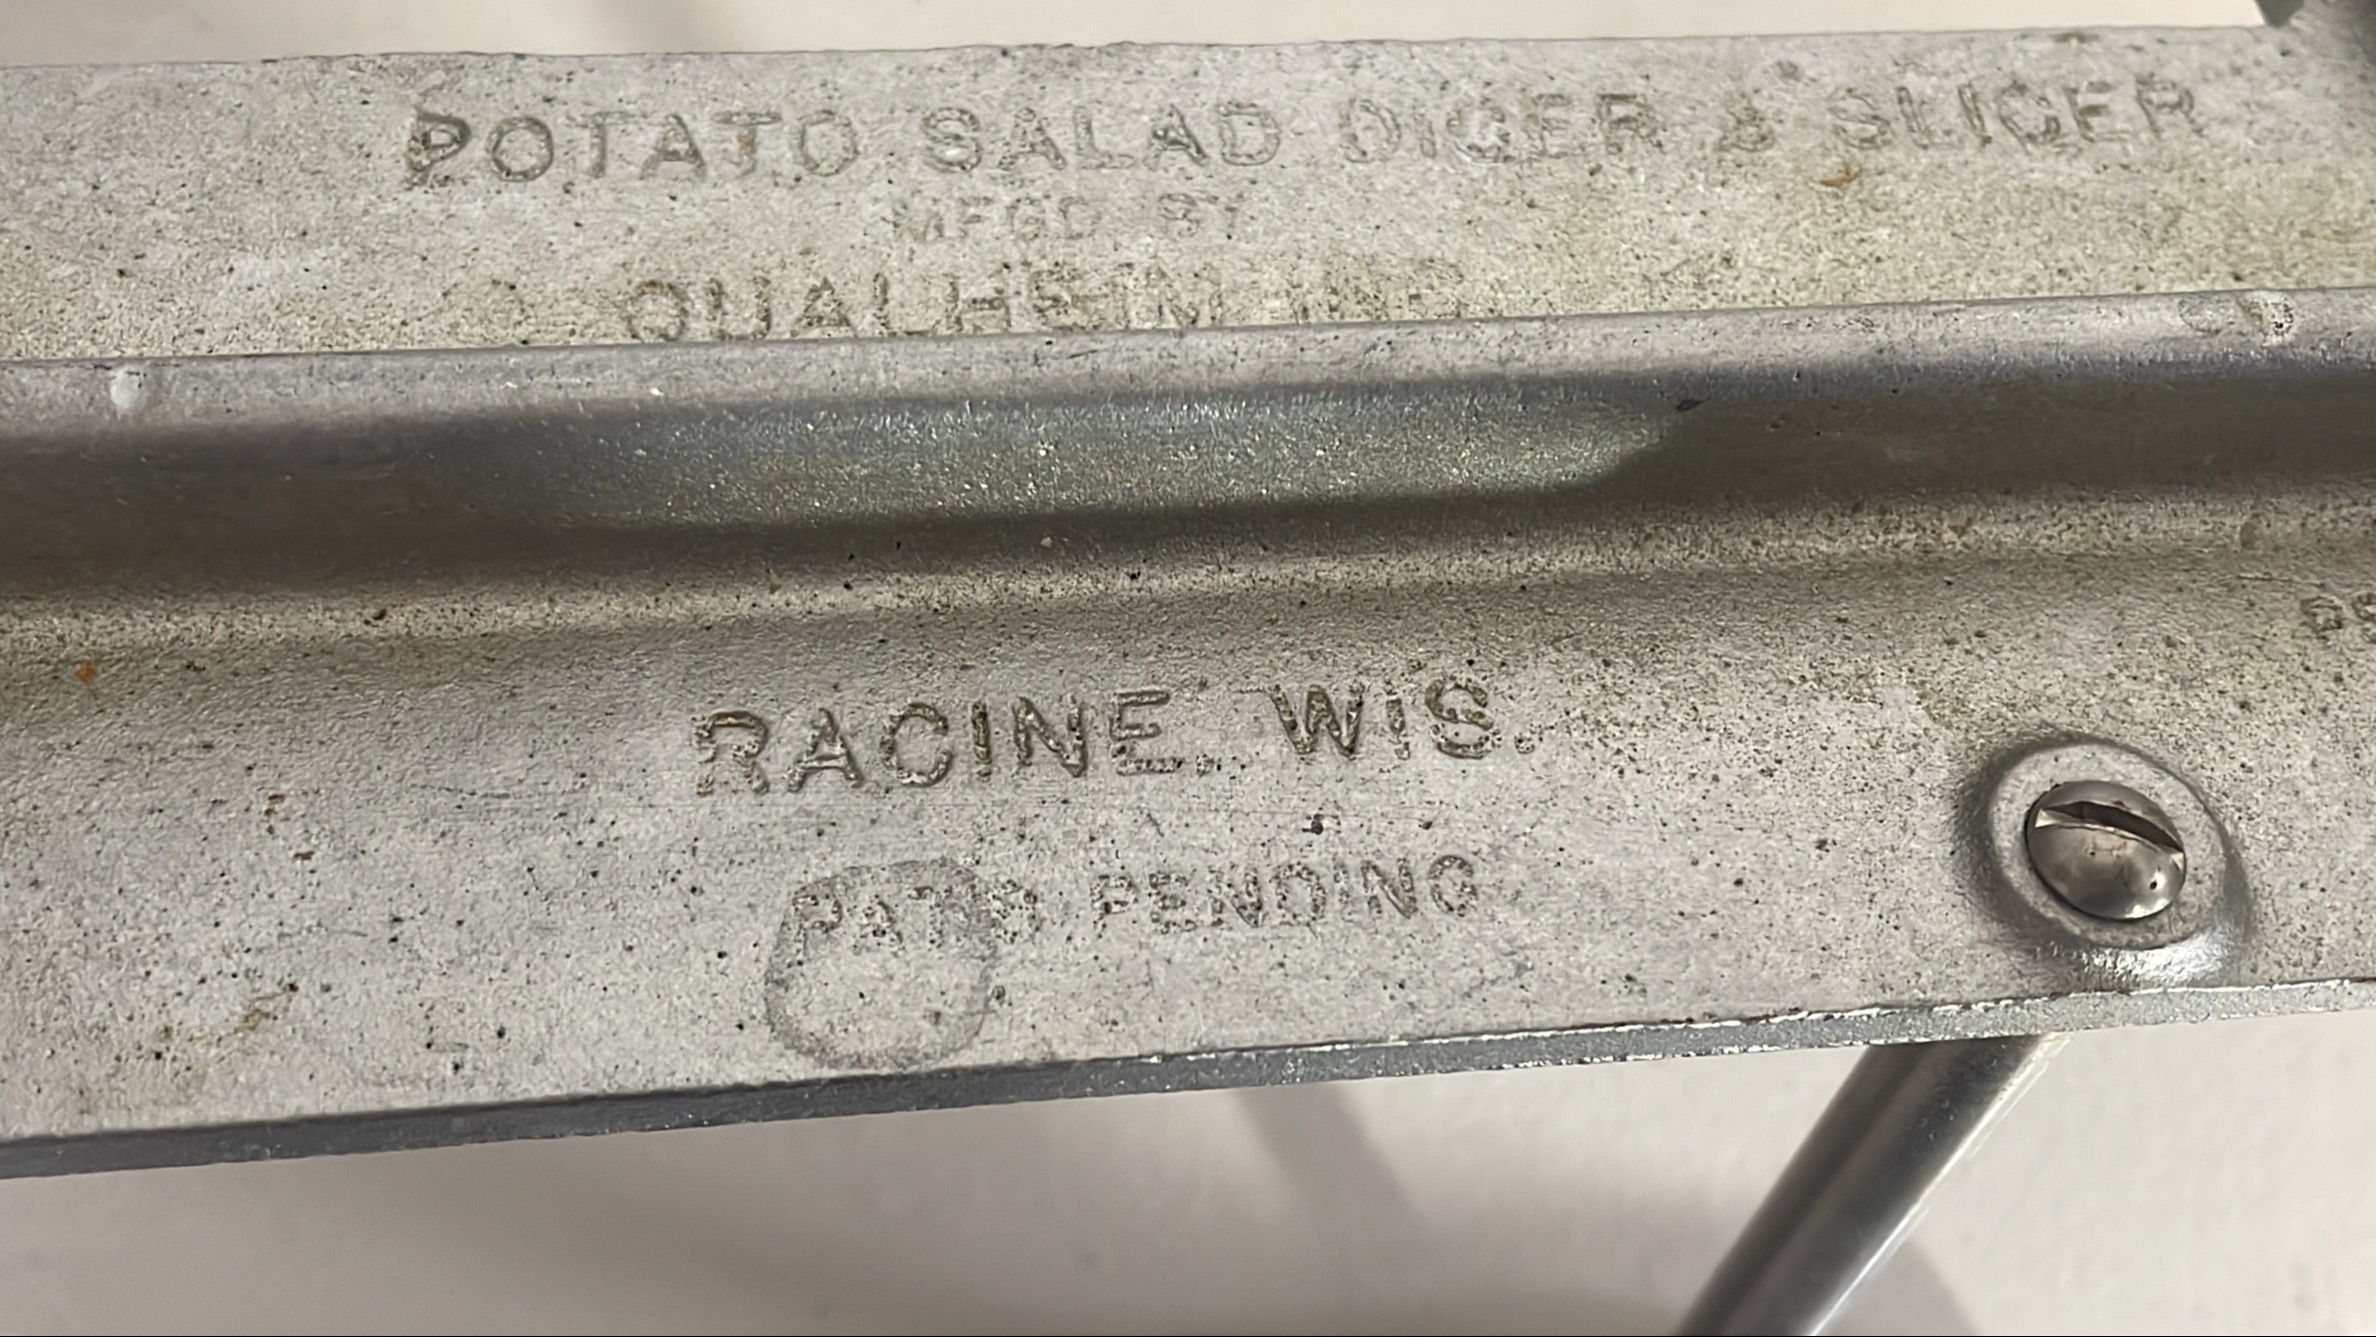 POTATO SALAD DICER & SLICER
MFGD BY
QUALHEIM INC
RACINE, WIS.
PAT'S PENDING